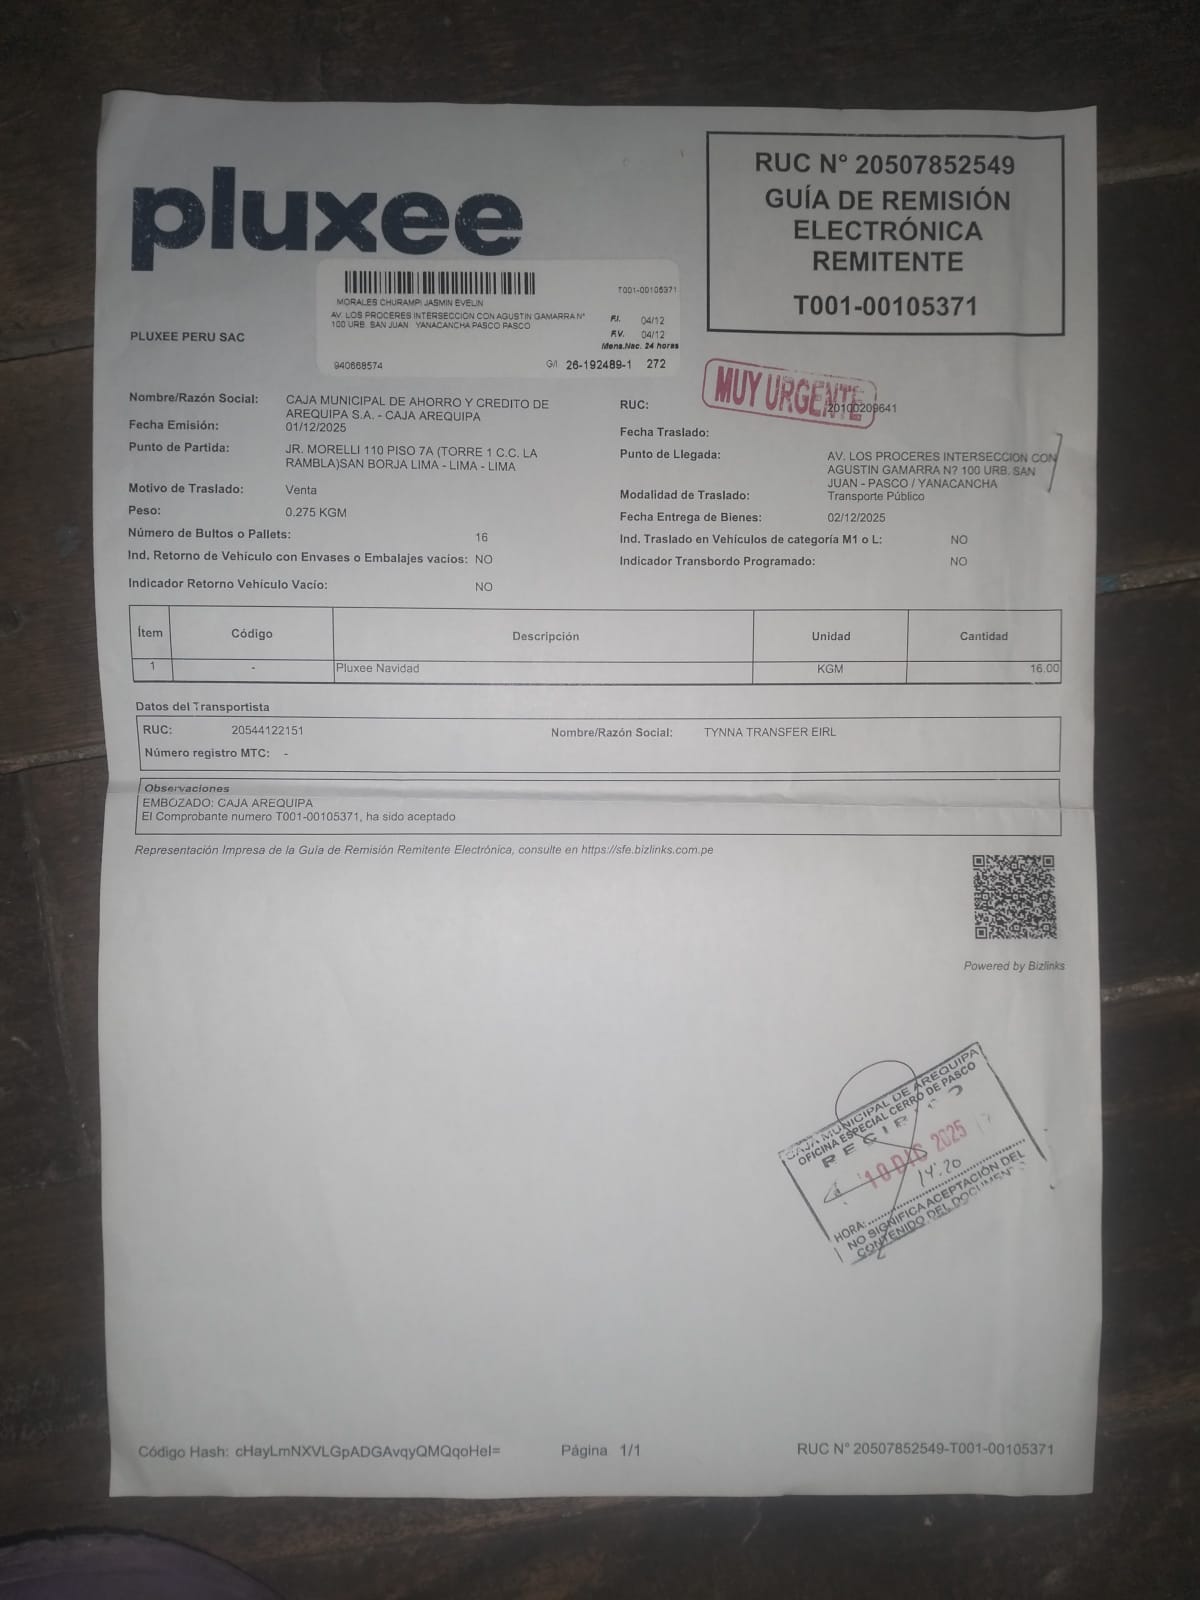 pluxee
RUC N° 20507852549
GUÍA DE REMISIÓN
ELECTRÓNICA
REMITENTE
T001-00105371
T001-00105371
MORALES CHURAMPI JASMIN EVELIN
AV. LOS PROCERES INTERSECCION CON AGUSTIN GAMARRA N°
100 URB. SAN JUAN YANACANCHA PASCO PASCO
F.I. 04/12
F.V. 04/12
Mens.Nac. 24 horas
940668574
G/I 26-192489-1 272
PLUXEE PERU SAC
MUY URGENTE
Nombre/Razón Social: CAJA MUNICIPAL DE AHORRO Y CREDITO DE
AREQUIPA S.A. - CAJA AREQUIPA
RUC: 20100209641
Fecha Emisión: 01/12/2025
Fecha Traslado:
Punto de Partida: JR. MORELLI 110 PISO 7A (TORRE 1 C.C. LA
RAMBLA)SAN BORJA LIMA - LIMA - LIMA
Punto de Llegada: AV. LOS PROCERES INTERSECCION CON
AGUSTIN GAMARRA N? 100 URB. SAN
JUAN - PASCO / YANACANCHA
Motivo de Traslado: Venta
Modalidad de Traslado: Transporte Público
Peso: 0.275 KGM
Fecha Entrega de Bienes: 02/12/2025
Número de Bultos o Pallets: 16
Ind. Traslado en Vehículos de categoría M1 o L: NO
Ind. Retorno de Vehículo con Envases o Embalajes vacíos: NO
Indicador Transbordo Programado: NO
Indicador Retorno Vehículo Vacío: NO
Ítem Código Descripción Unidad Cantidad
1 - Pluxee Navidad KGM 16.00
Datos del Transportista
RUC: 20544122151 Nombre/Razón Social: TYNNA TRANSFER EIRL
Número registro MTC: -
Observaciones
EMBOZADO: CAJA AREQUIPA
El Comprobante numero T001-00105371, ha sido aceptado
Representación Impresa de la Guía de Remisión Remitente Electrónica, consulte en https://sfe.bizlinks.com.pe
Powered by Bizlinks
CAJA MUNICIPAL DE AREQUIPA
OFICINA ESPECIAL CERRO DE PASCO
10 DIC 2025
14:20
HORA:
NO SIGNIFICA ACEPTACIÓN DEL
CONTENIDO DEL DOCUMENT
Código Hash: cHayLmNXVLGpADGAvqyQMQqoHeI= Página 1/1 RUC N° 20507852549-T001-00105371